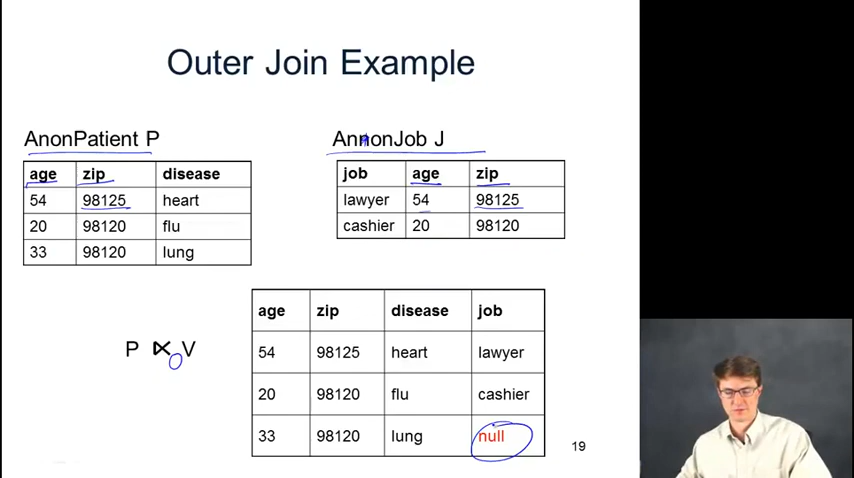 Outer Join Example
AnonPatient P
age zip disease
54 98125 heart
20 98120 flu
33 98120 lung
AnnonJob J
job age zip
lawyer 54 98125
cashier 20 98120
P ⋉ V
age zip disease job
54 98125 heart lawyer
20 98120 flu cashier
33 98120 lung null
19